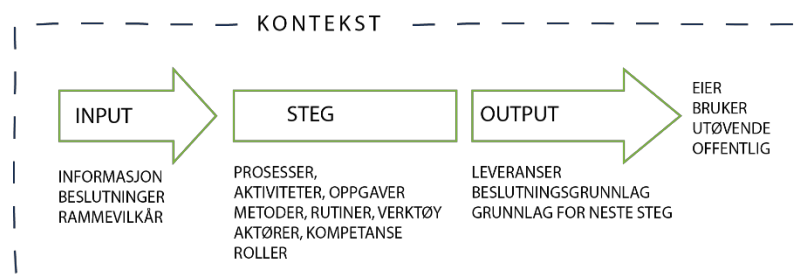 KONTEKST
INPUT
INFORMASJON
BESLUTNINGER
RAMMEVILKÅR
STEG
PROSESSER,
AKTIVITETER, OPPGAVER
METODER, RUTINER, VERKTØY
AKTØRER, KOMPETANSE
ROLLER
OUTPUT
LEVERANSER
BESLUTNINGSGRUNNLAG
GRUNNLAG FOR NESTE STEG
EIER
BRUKER
UTØVENDE
OFFENTLIG